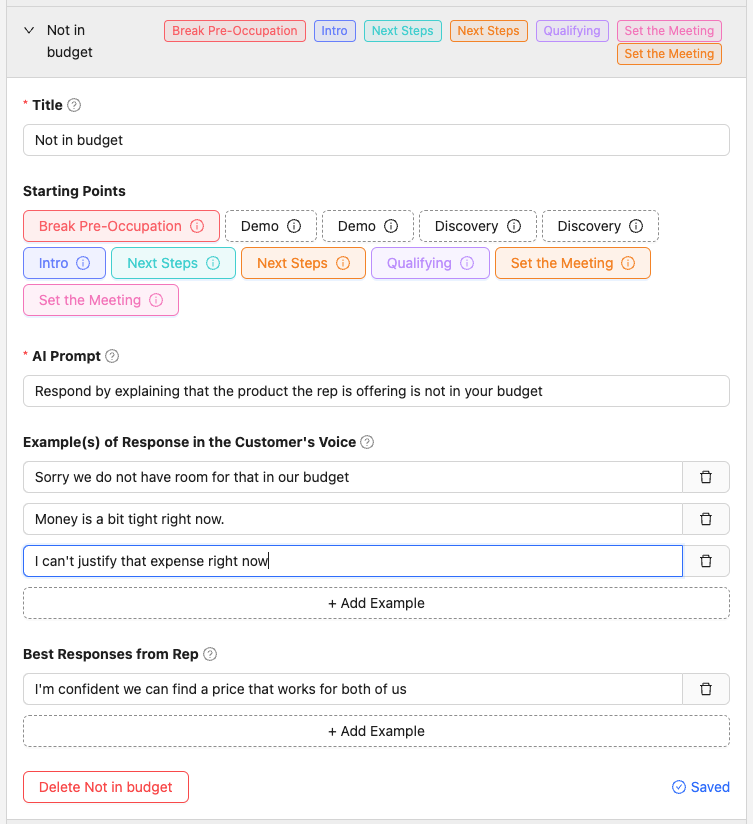 Not in budget
Break Pre-Occupation Intro Next Steps Next Steps Qualifying Set the Meeting
Set the Meeting
* Title
Not in budget
Starting Points
Break Pre-Occupation Demo Demo Discovery Discovery
Intro Next Steps Next Steps Qualifying Set the Meeting
Set the Meeting
* AI Prompt
Respond by explaining that the product the rep is offering is not in your budget
Example(s) of Response in the Customer's Voice
Sorry we do not have room for that in our budget
Money is a bit tight right now.
I can't justify that expense right now
+ Add Example
Best Responses from Rep
I'm confident we can find a price that works for both of us
+ Add Example
Delete Not in budget Saved